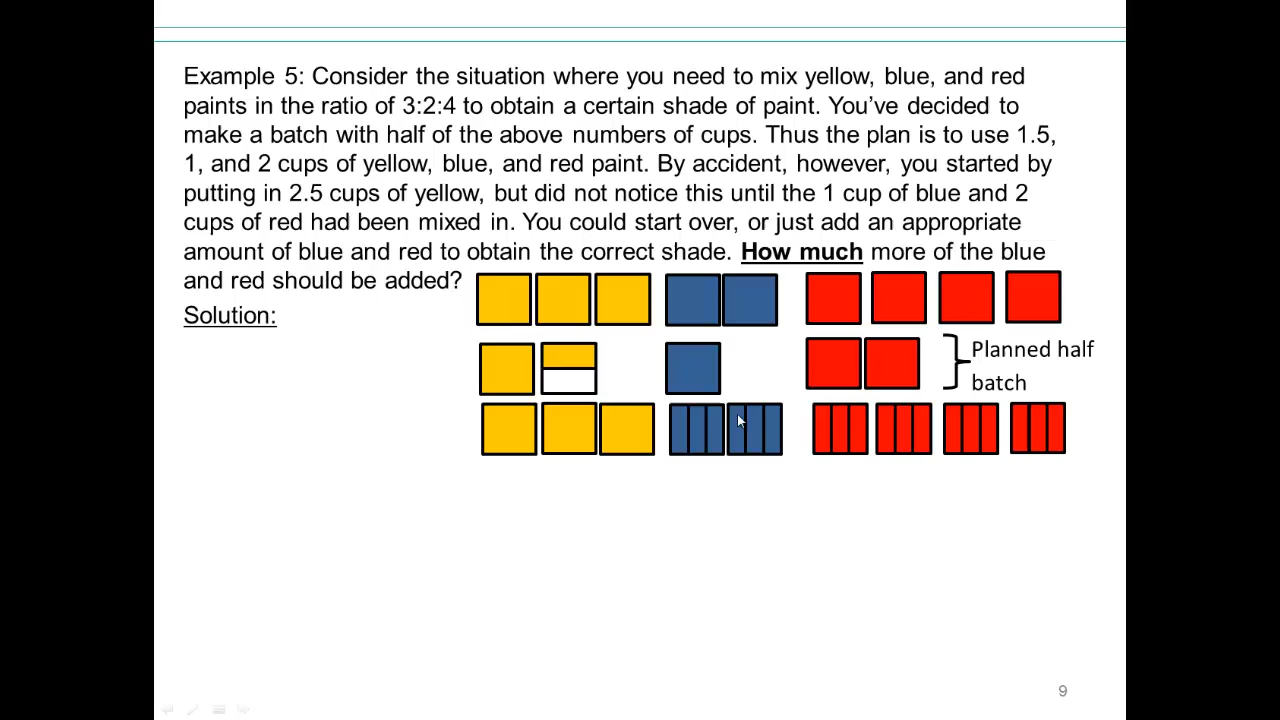 Example 5: Consider the situation where you need to mix yellow, blue, and red
paints in the ratio of 3:2:4 to obtain a certain shade of paint. You’ve decided to
make a batch with half of the above numbers of cups. Thus the plan is to use 1.5,
1, and 2 cups of yellow, blue, and red paint. By accident, however, you started by
putting in 2.5 cups of yellow, but did not notice this until the 1 cup of blue and 2
cups of red had been mixed in. You could start over, or just add an appropriate
amount of blue and red to obtain the correct shade. How much more of the blue
and red should be added?
Solution:
Planned half
batch
9